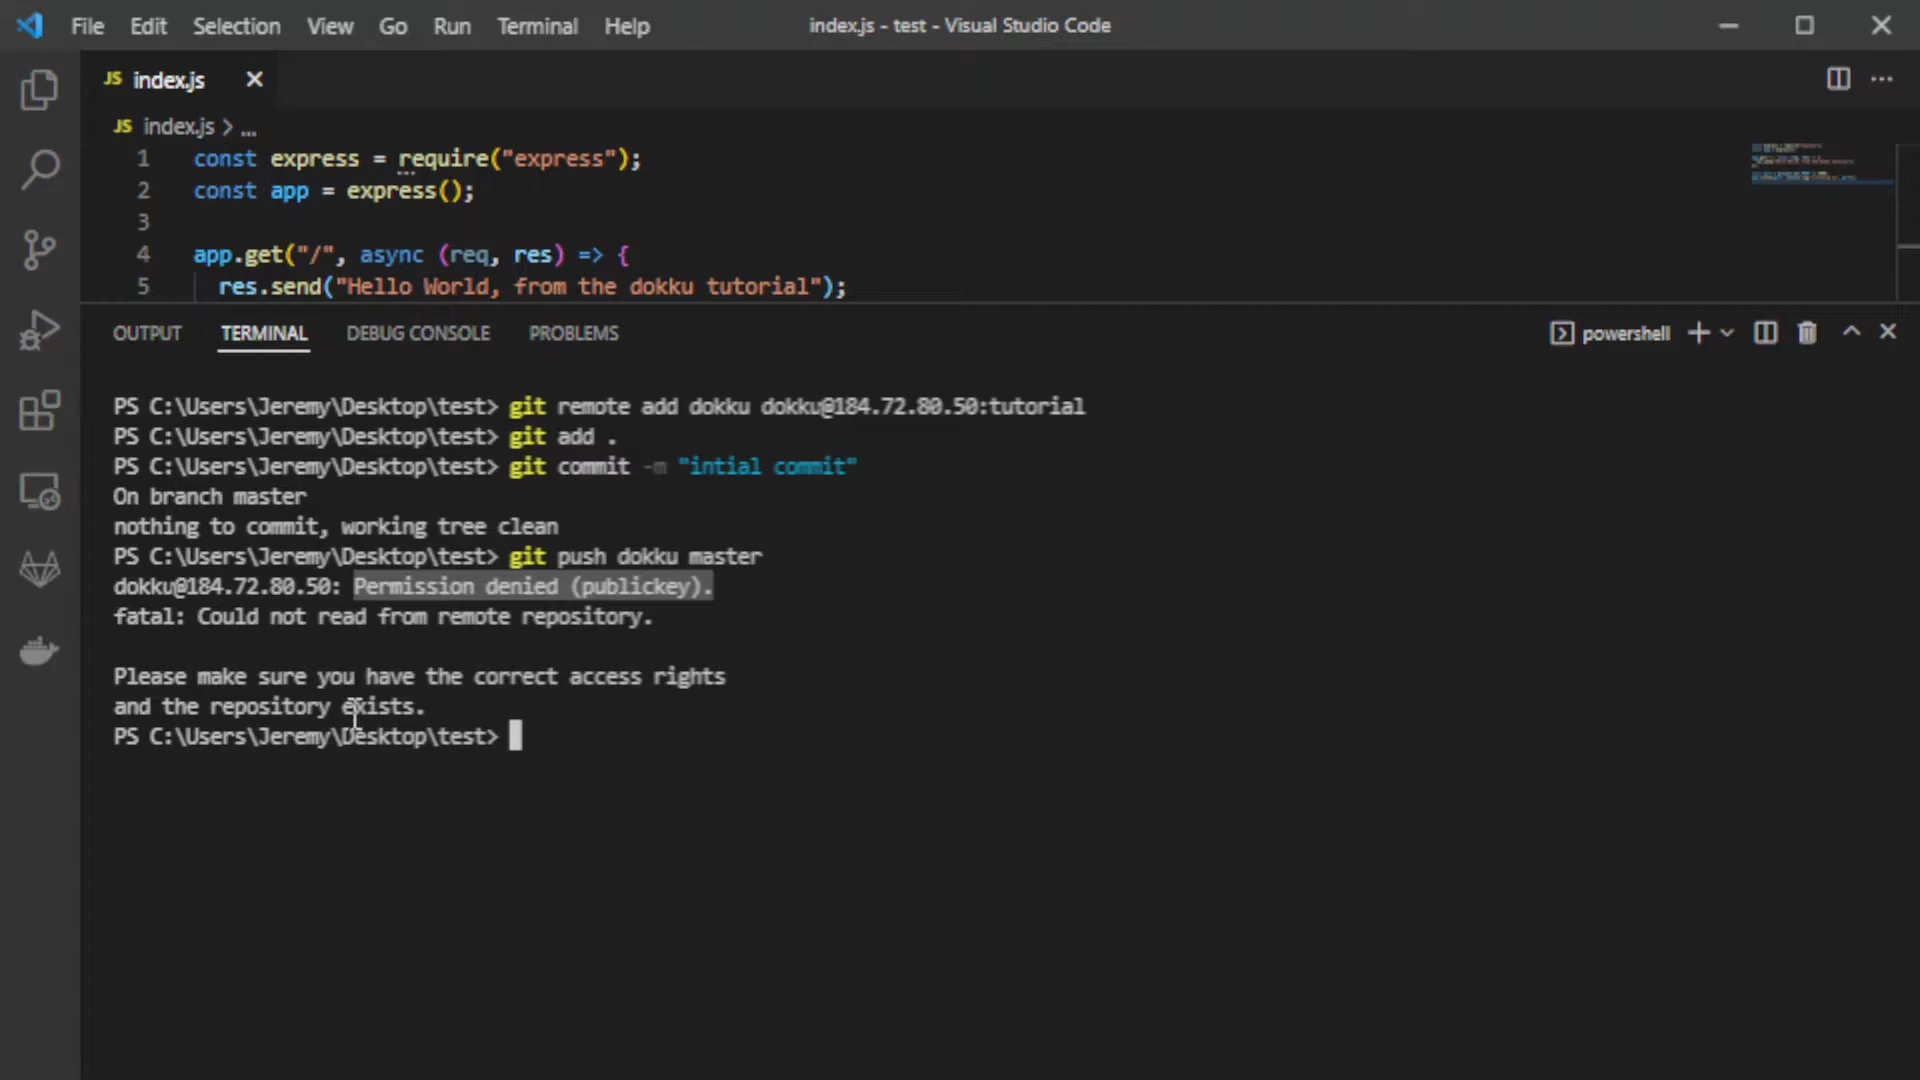 File Edit Selection View Go Run Terminal Help index.js - test - Visual Studio Code
JS index.js
JS index.js > ...
1 const express = require("express");
2 const app = express();
3
4 app.get("/", async (req, res) => {
5 res.send("Hello World, from the dokku tutorial");
OUTPUT TERMINAL DEBUG CONSOLE PROBLEMS powershell
PS C:\Users\Jeremy\Desktop\test> git remote add dokku dokku@184.72.80.50:tutorial
PS C:\Users\Jeremy\Desktop\test> git add .
PS C:\Users\Jeremy\Desktop\test> git commit -m "intial commit"
On branch master
nothing to commit, working tree clean
PS C:\Users\Jeremy\Desktop\test> git push dokku master
dokku@184.72.80.50: Permission denied (publickey).
fatal: Could not read from remote repository.
Please make sure you have the correct access rights
and the repository exists.
PS C:\Users\Jeremy\Desktop\test>